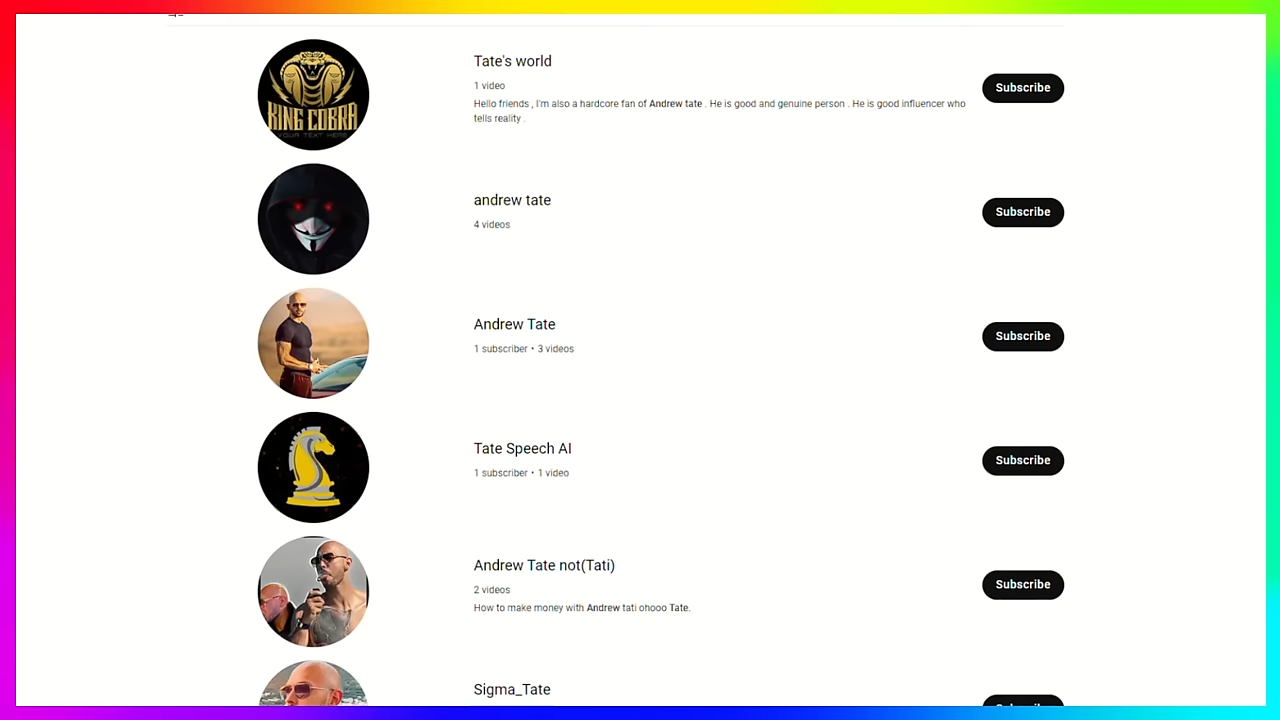 KING COBRA
YOUR TEXT HERE
Tate's world
1 video
Hello friends , I'm also a hardcore fan of Andrew tate . He is good and genuine person . He is good influencer who
tells reality .
Subscribe
andrew tate
4 videos
Subscribe
Andrew Tate
1 subscriber • 3 videos
Subscribe
Tate Speech AI
1 subscriber • 1 video
Subscribe
Andrew Tate not(Tati)
2 videos
How to make money with Andrew tati ohooo Tate.
Subscribe
Sigma_Tate